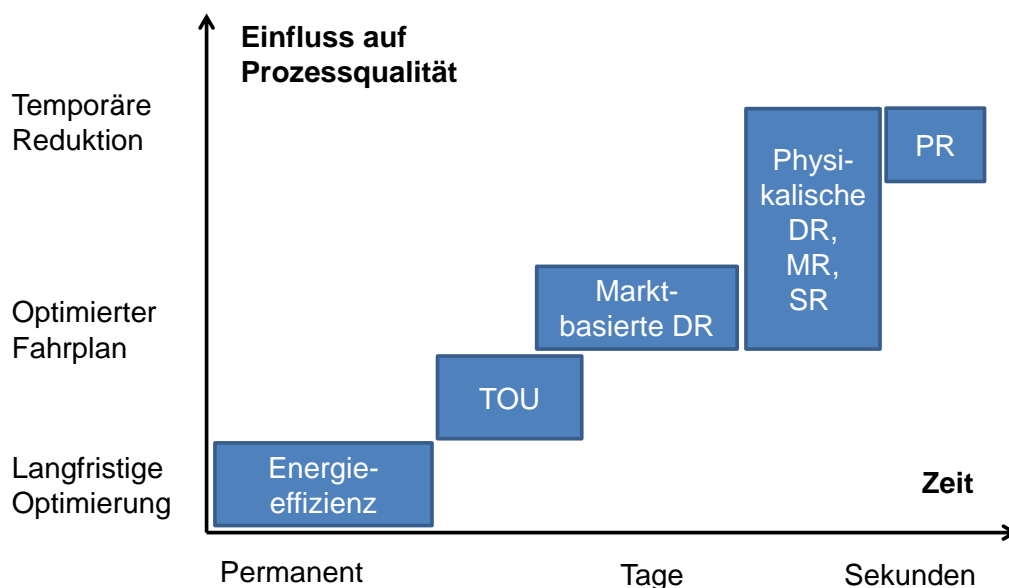 Einfluss auf
Prozessqualität
Temporäre
Reduktion
Physi-
kalische
DR,
MR,
SR
PR
Markt-
basierte DR
Optimierter
Fahrplan
TOU
Langfristige
Optimierung
Energie-
effizienz
Zeit
Permanent
Tage
Sekunden